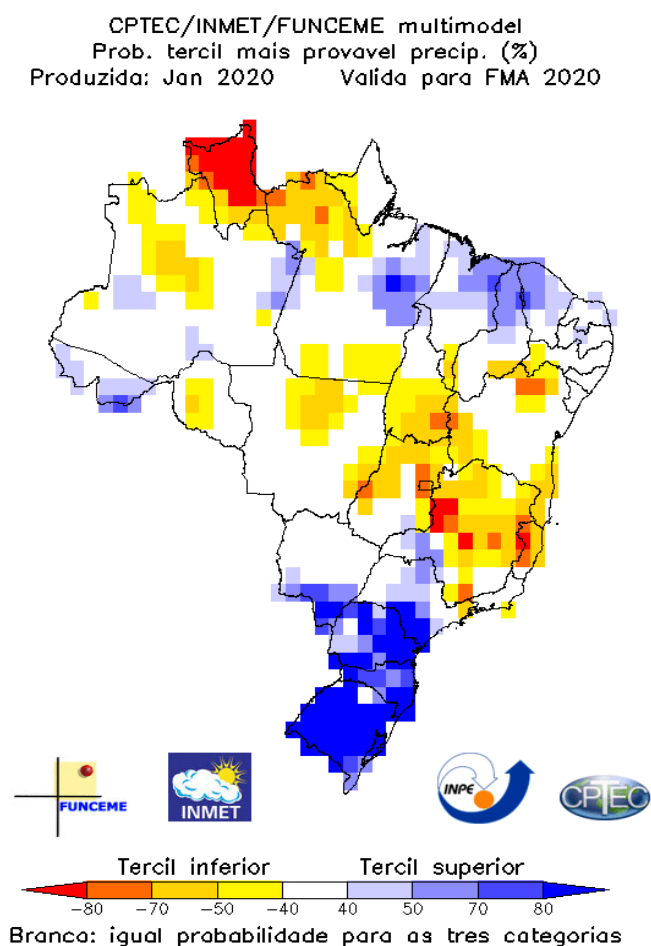 CPTEC/INMET/FUNCEME multimodel
Prob. tercil mais provavel precip. (%)
Produzida: Jan 2020 Valida para FMA 2020
FUNCEME
INMET
INPE
CPTEC
Tercil inferior Tercil superior
-80 -70 -50 -40 40 50 70 80
Branca: igual probabilidade para as tres categorias